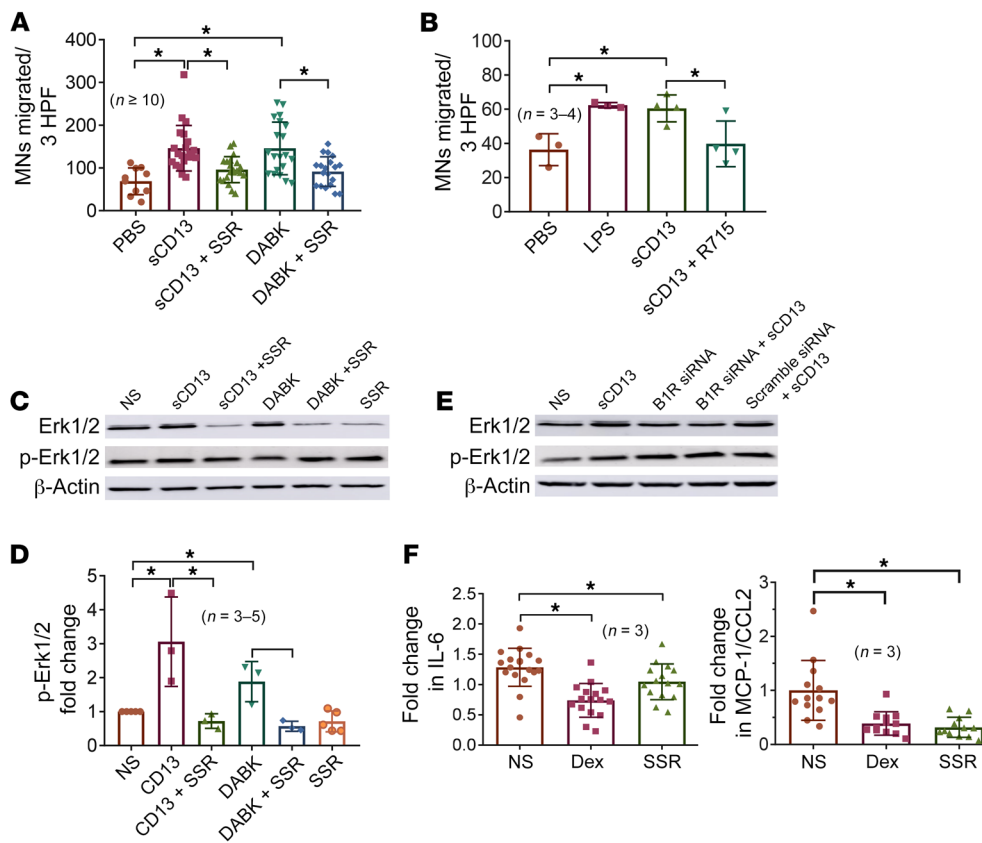 A
MNs migrated/
3 HPF
400
300
200
100
0
(n ≥ 10)
*
*
*
*
PBS
sCD13
sCD13 + SSR
DABK
DABK + SSR
B
MNs migrated/
3 HPF
100
80
60
40
20
0
(n = 3–4)
*
*
*
PBS
LPS
sCD13
sCD13 + R715
C
NS
sCD13
sCD13 +SSR
DABK
DABK +SSR
SSR
Erk1/2
p-Erk1/2
β-Actin
E
NS
sCD13
B1R siRNA
B1R siRNA + sCD13
Scramble siRNA
+ sCD13
Erk1/2
p-Erk1/2
β-Actin
D
p-Erk1/2
fold change
5
4
3
2
1
0
*
*
*
(n = 3–5)
NS
CD13
CD13 + SSR
DABK
DABK + SSR
SSR
F
Fold change
in IL-6
2.5
2.0
1.5
1.0
0.5
0.0
*
*
(n = 3)
NS
Dex
SSR
Fold change
in MCP-1/CCL2
3
2
1
0
*
*
(n = 3)
NS
Dex
SSR